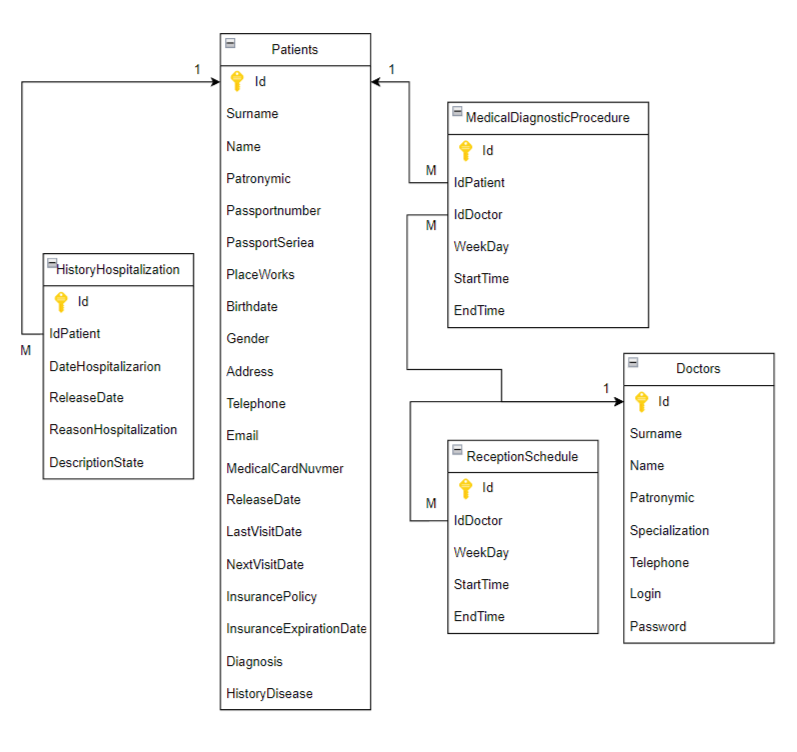 Patients
Id
Surname
Name
Patronymic
Passportnumber
PassportSeriea
PlaceWorks
Birthdate
Gender
Address
Telephone
Email
MedicalCardNuvmer
ReleaseDate
LastVisitDate
NextVisitDate
InsurancePolicy
InsuranceExpirationDate
Diagnosis
HistoryDisease
1
M
HistoryHospitalization
Id
IdPatient
DateHospitalizarion
ReleaseDate
ReasonHospitalization
DescriptionState
1
M
M
MedicalDiagnosticProcedure
Id
IdPatient
IdDoctor
WeekDay
StartTime
EndTime
1
M
ReceptionSchedule
Id
IdDoctor
WeekDay
StartTime
EndTime
Doctors
Id
Surname
Name
Patronymic
Specialization
Telephone
Login
Password